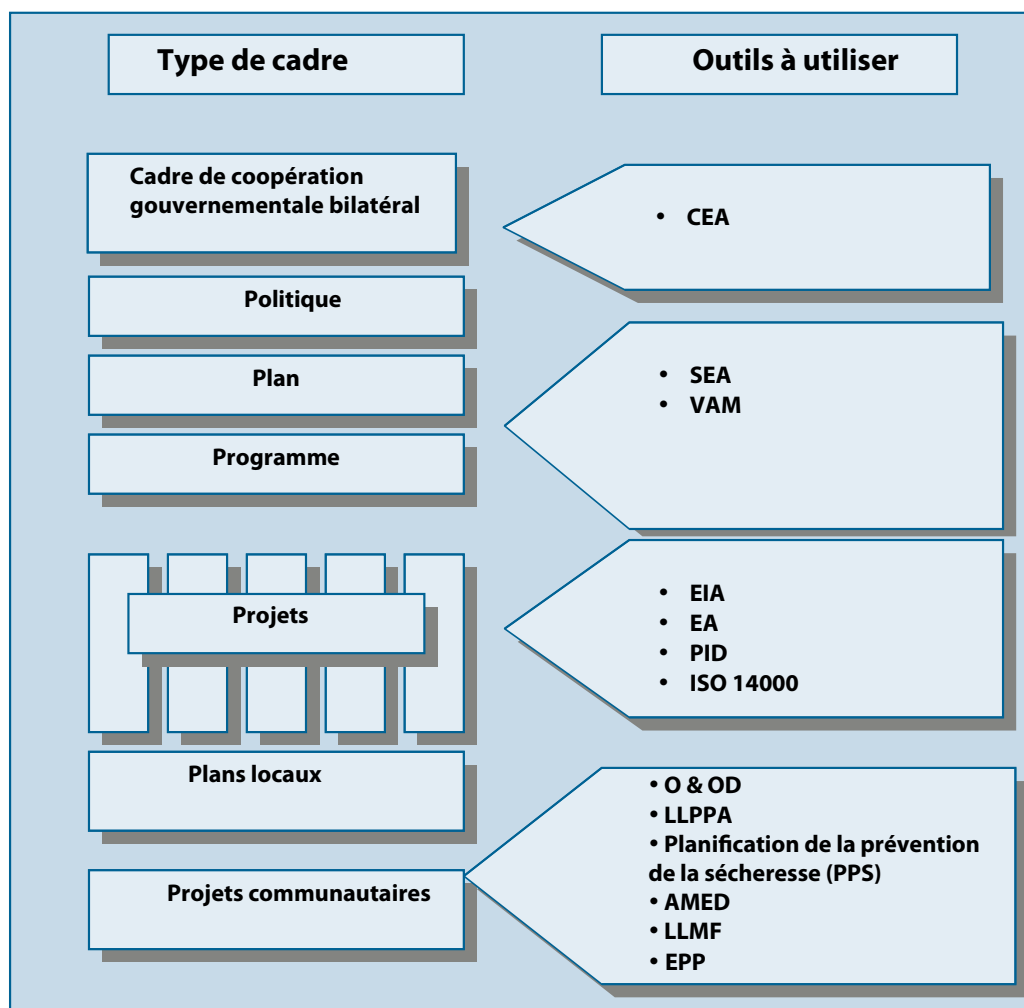 Type de cadre
Outils à utiliser
Cadre de coopération
gouvernementale bilatéral
• CEA
Politique
Plan
Programme
• SEA
• VAM
Projets
• EIA
• EA
• PID
• ISO 14000
Plans locaux
Projets communautaires
• O & OD
• LLPPA
• Planification de la prévention
de la sécheresse (PPS)
• AMED
• LLMF
• EPP